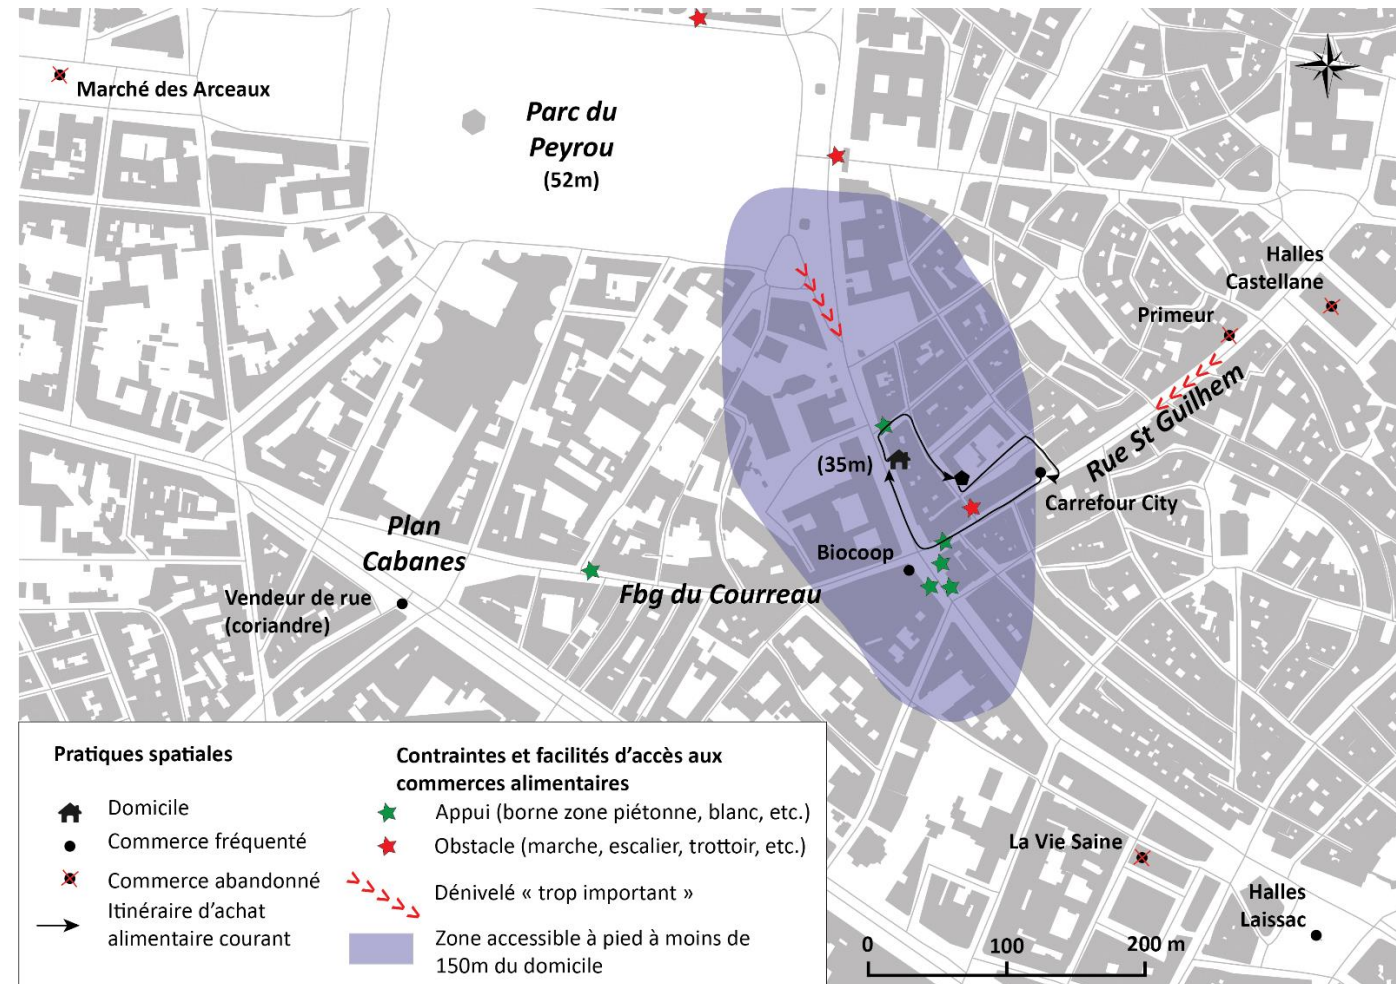 Marché des Arceaux
Parc du
Peyrou
(52m)
Halles
Castellane
Primeur
Rue St Guilhem
(35m)
Carrefour City
Plan
Cabanes
Biocoop
Fbg du Courreau
Vendeur de rue
(coriandre)
La Vie Saine
Halles
Laissac
0 100 200 m
Pratiques spatiales
Domicile
Commerce fréquenté
Commerce abandonné
Itinéraire d'achat
alimentaire courant
Contraintes et facilités d'accès aux
commerces alimentaires
Appui (borne zone piétonne, blanc, etc.)
Obstacle (marche, escalier, trottoir, etc.)
Dénivelé « trop important »
Zone accessible à pied à moins de
150m du domicile